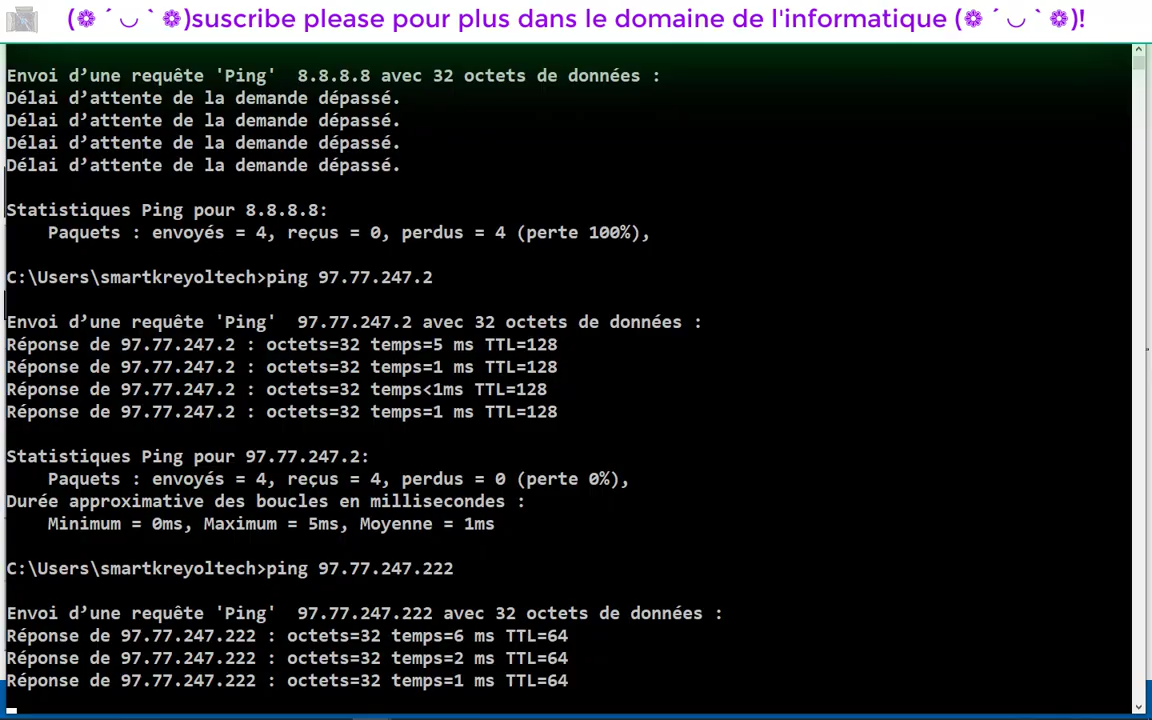 (❁ ´ ◡ ` ❁)suscribe please pour plus dans le domaine de l'informatique (❁ ´ ◡ ` ❁)!
Envoi d’une requête 'Ping'  8.8.8.8 avec 32 octets de données :
Délai d’attente de la demande dépassé.
Délai d’attente de la demande dépassé.
Délai d’attente de la demande dépassé.
Délai d’attente de la demande dépassé.
Statistiques Ping pour 8.8.8.8:
    Paquets : envoyés = 4, reçus = 0, perdus = 4 (perte 100%),
C:\Users\smartkreyoltech>ping 97.77.247.2
Envoi d’une requête 'Ping'  97.77.247.2 avec 32 octets de données :
Réponse de 97.77.247.2 : octets=32 temps=5 ms TTL=128
Réponse de 97.77.247.2 : octets=32 temps=1 ms TTL=128
Réponse de 97.77.247.2 : octets=32 temps<1ms TTL=128
Réponse de 97.77.247.2 : octets=32 temps=1 ms TTL=128
Statistiques Ping pour 97.77.247.2:
    Paquets : envoyés = 4, reçus = 4, perdus = 0 (perte 0%),
Durée approximative des boucles en millisecondes :
    Minimum = 0ms, Maximum = 5ms, Moyenne = 1ms
C:\Users\smartkreyoltech>ping 97.77.247.222
Envoi d’une requête 'Ping'  97.77.247.222 avec 32 octets de données :
Réponse de 97.77.247.222 : octets=32 temps=6 ms TTL=64
Réponse de 97.77.247.222 : octets=32 temps=2 ms TTL=64
Réponse de 97.77.247.222 : octets=32 temps=1 ms TTL=64